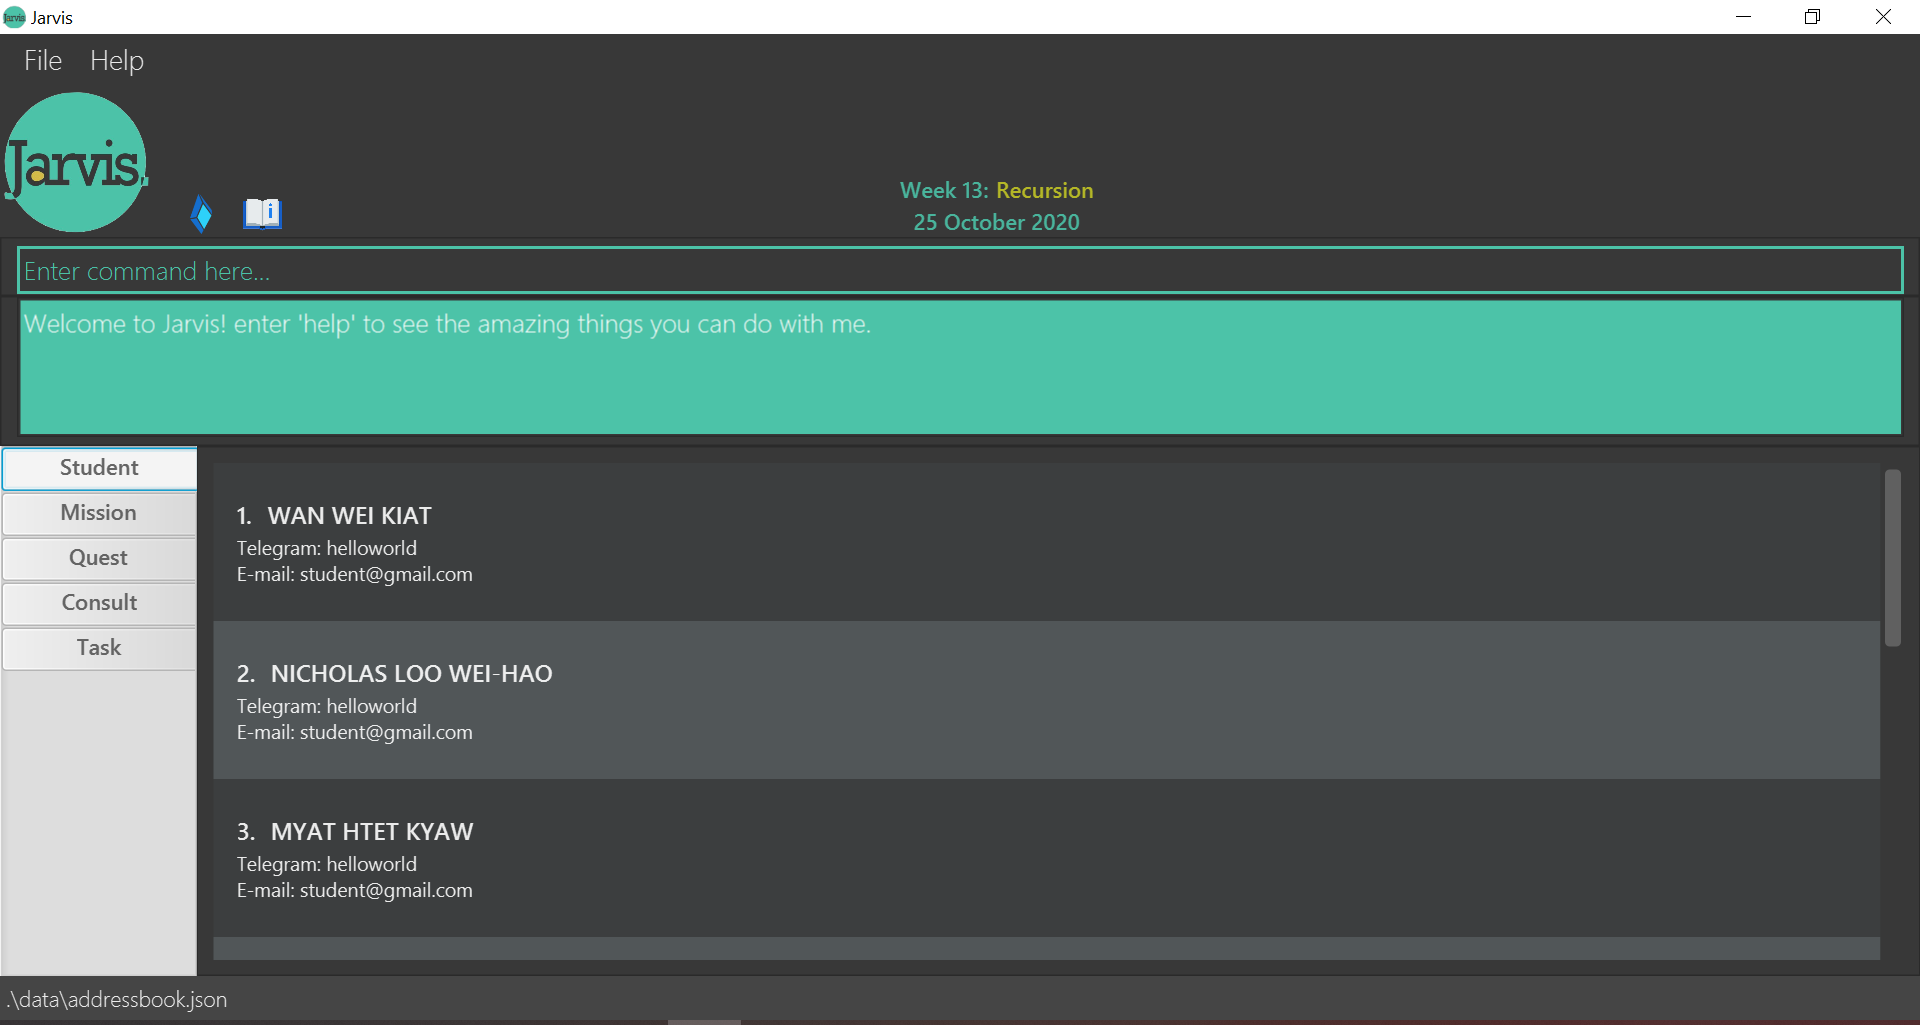 Jarvis
File Help
Jarvis.
i
Week 13: Recursion
25 October 2020
Enter command here...
Welcome to Jarvis! enter 'help' to see the amazing things you can do with me.
Student
Mission
Quest
Consult
Task
1. WAN WEI KIAT
Telegram: helloworld
E-mail: student@gmail.com
2. NICHOLAS LOO WEI-HAO
Telegram: helloworld
E-mail: student@gmail.com
3. MYAT HTET KYAW
Telegram: helloworld
E-mail: student@gmail.com
.\data\addressbook.json